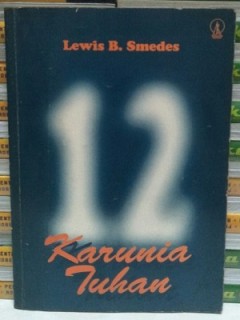 Lewis B. Smedes
12
Karunia
Tuhan